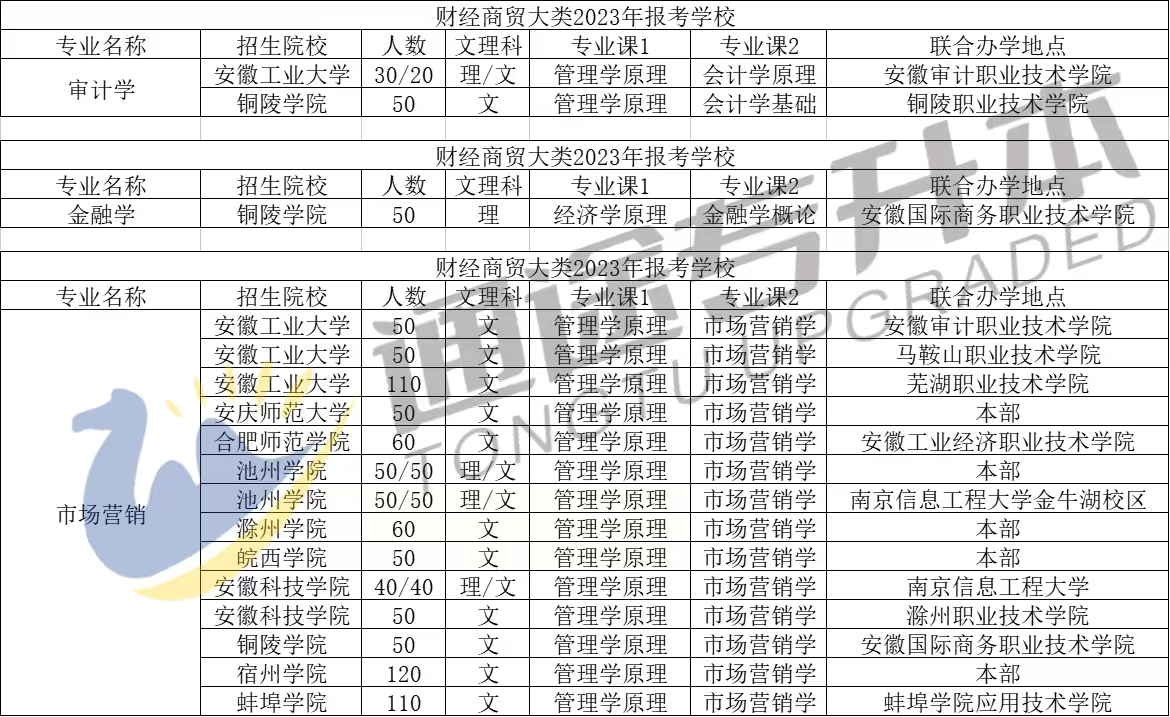 财经商贸大类2023年报考学校
专业名称 招生院校 人数 文理科 专业课1 专业课2 联合办学地点
审计学 安徽工业大学 30/20 理/文 管理学原理 会计学原理 安徽审计职业技术学院
铜陵学院 50 文 管理学原理 会计学基础 铜陵职业技术学院
财经商贸大类2023年报考学校
专业名称 招生院校 人数 文理科 专业课1 专业课2 联合办学地点
金融学 铜陵学院 50 理 经济学原理 金融学概论 安徽国际商务职业技术学院
财经商贸大类2023年报考学校
专业名称 招生院校 人数 文理科 专业课1 专业课2 联合办学地点
市场营销 安徽工业大学 50 文 管理学原理 市场营销学 安徽审计职业技术学院
安徽工业大学 50 文 管理学原理 市场营销学 马鞍山职业技术学院
安徽工业大学 110 文 管理学原理 市场营销学 芜湖职业技术学院
安庆师范大学 50 文 管理学原理 市场营销学 本部
合肥师范学院 60 文 管理学原理 市场营销学 安徽工业经济职业技术学院
池州学院 50/50 理/文 管理学原理 市场营销学 本部
池州学院 50/50 理/文 管理学原理 市场营销学 南京信息工程大学金牛湖校区
滁州学院 60 文 管理学原理 市场营销学 本部
皖西学院 50 文 管理学原理 市场营销学 本部
安徽科技学院 40/40 理/文 管理学原理 市场营销学 南京信息工程大学
安徽科技学院 50 文 管理学原理 市场营销学 滁州职业技术学院
铜陵学院 50 文 管理学原理 市场营销学 安徽国际商务职业技术学院
宿州学院 120 文 管理学原理 市场营销学 本部
蚌埠学院 110 文 管理学原理 市场营销学 蚌埠学院应用技术学院
通途专升本
TONGTU UPGRADED